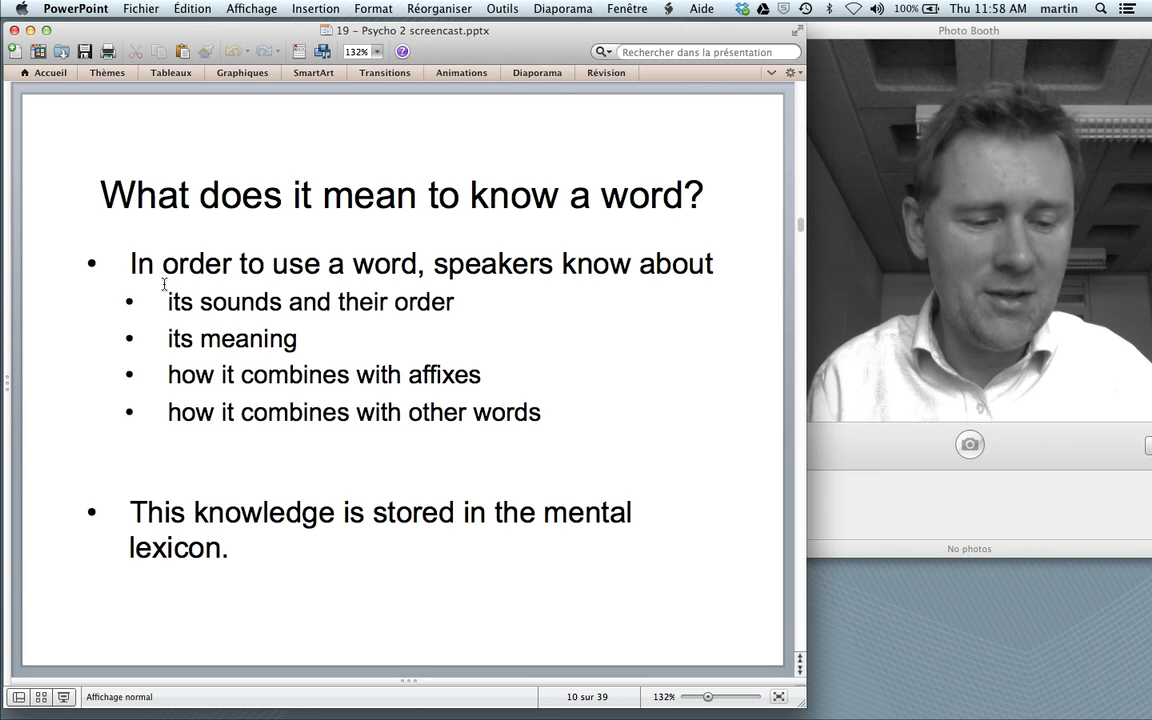 PowerPoint Fichier Édition Affichage Insertion Format Réorganiser Outils Diaporama Fenêtre Aide 100% Thu 11:58 AM martin
19 – Psycho 2 screencast.pptx
Photo Booth
132% Rechercher dans la présentation
Accueil Thèmes Tableaux Graphiques SmartArt Transitions Animations Diaporama Révision
What does it mean to know a word?
• In order to use a word, speakers know about
• its sounds and their order
• its meaning
• how it combines with affixes
• how it combines with other words
• This knowledge is stored in the mental
lexicon.
No photos
Affichage normal 10 sur 39 132%